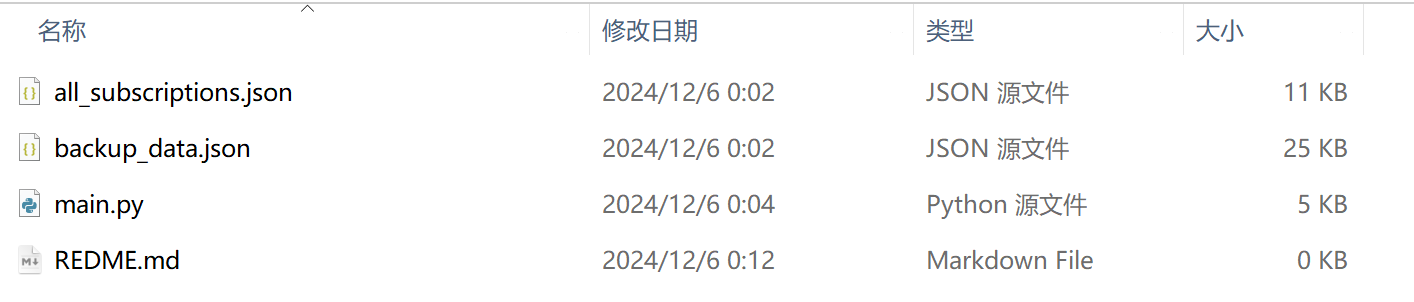 名称 修改日期 类型 大小
all_subscriptions.json 2024/12/6 0:02 JSON 源文件 11 KB
backup_data.json 2024/12/6 0:02 JSON 源文件 25 KB
main.py 2024/12/6 0:04 Python 源文件 5 KB
REDME.md 2024/12/6 0:12 Markdown File 0 KB